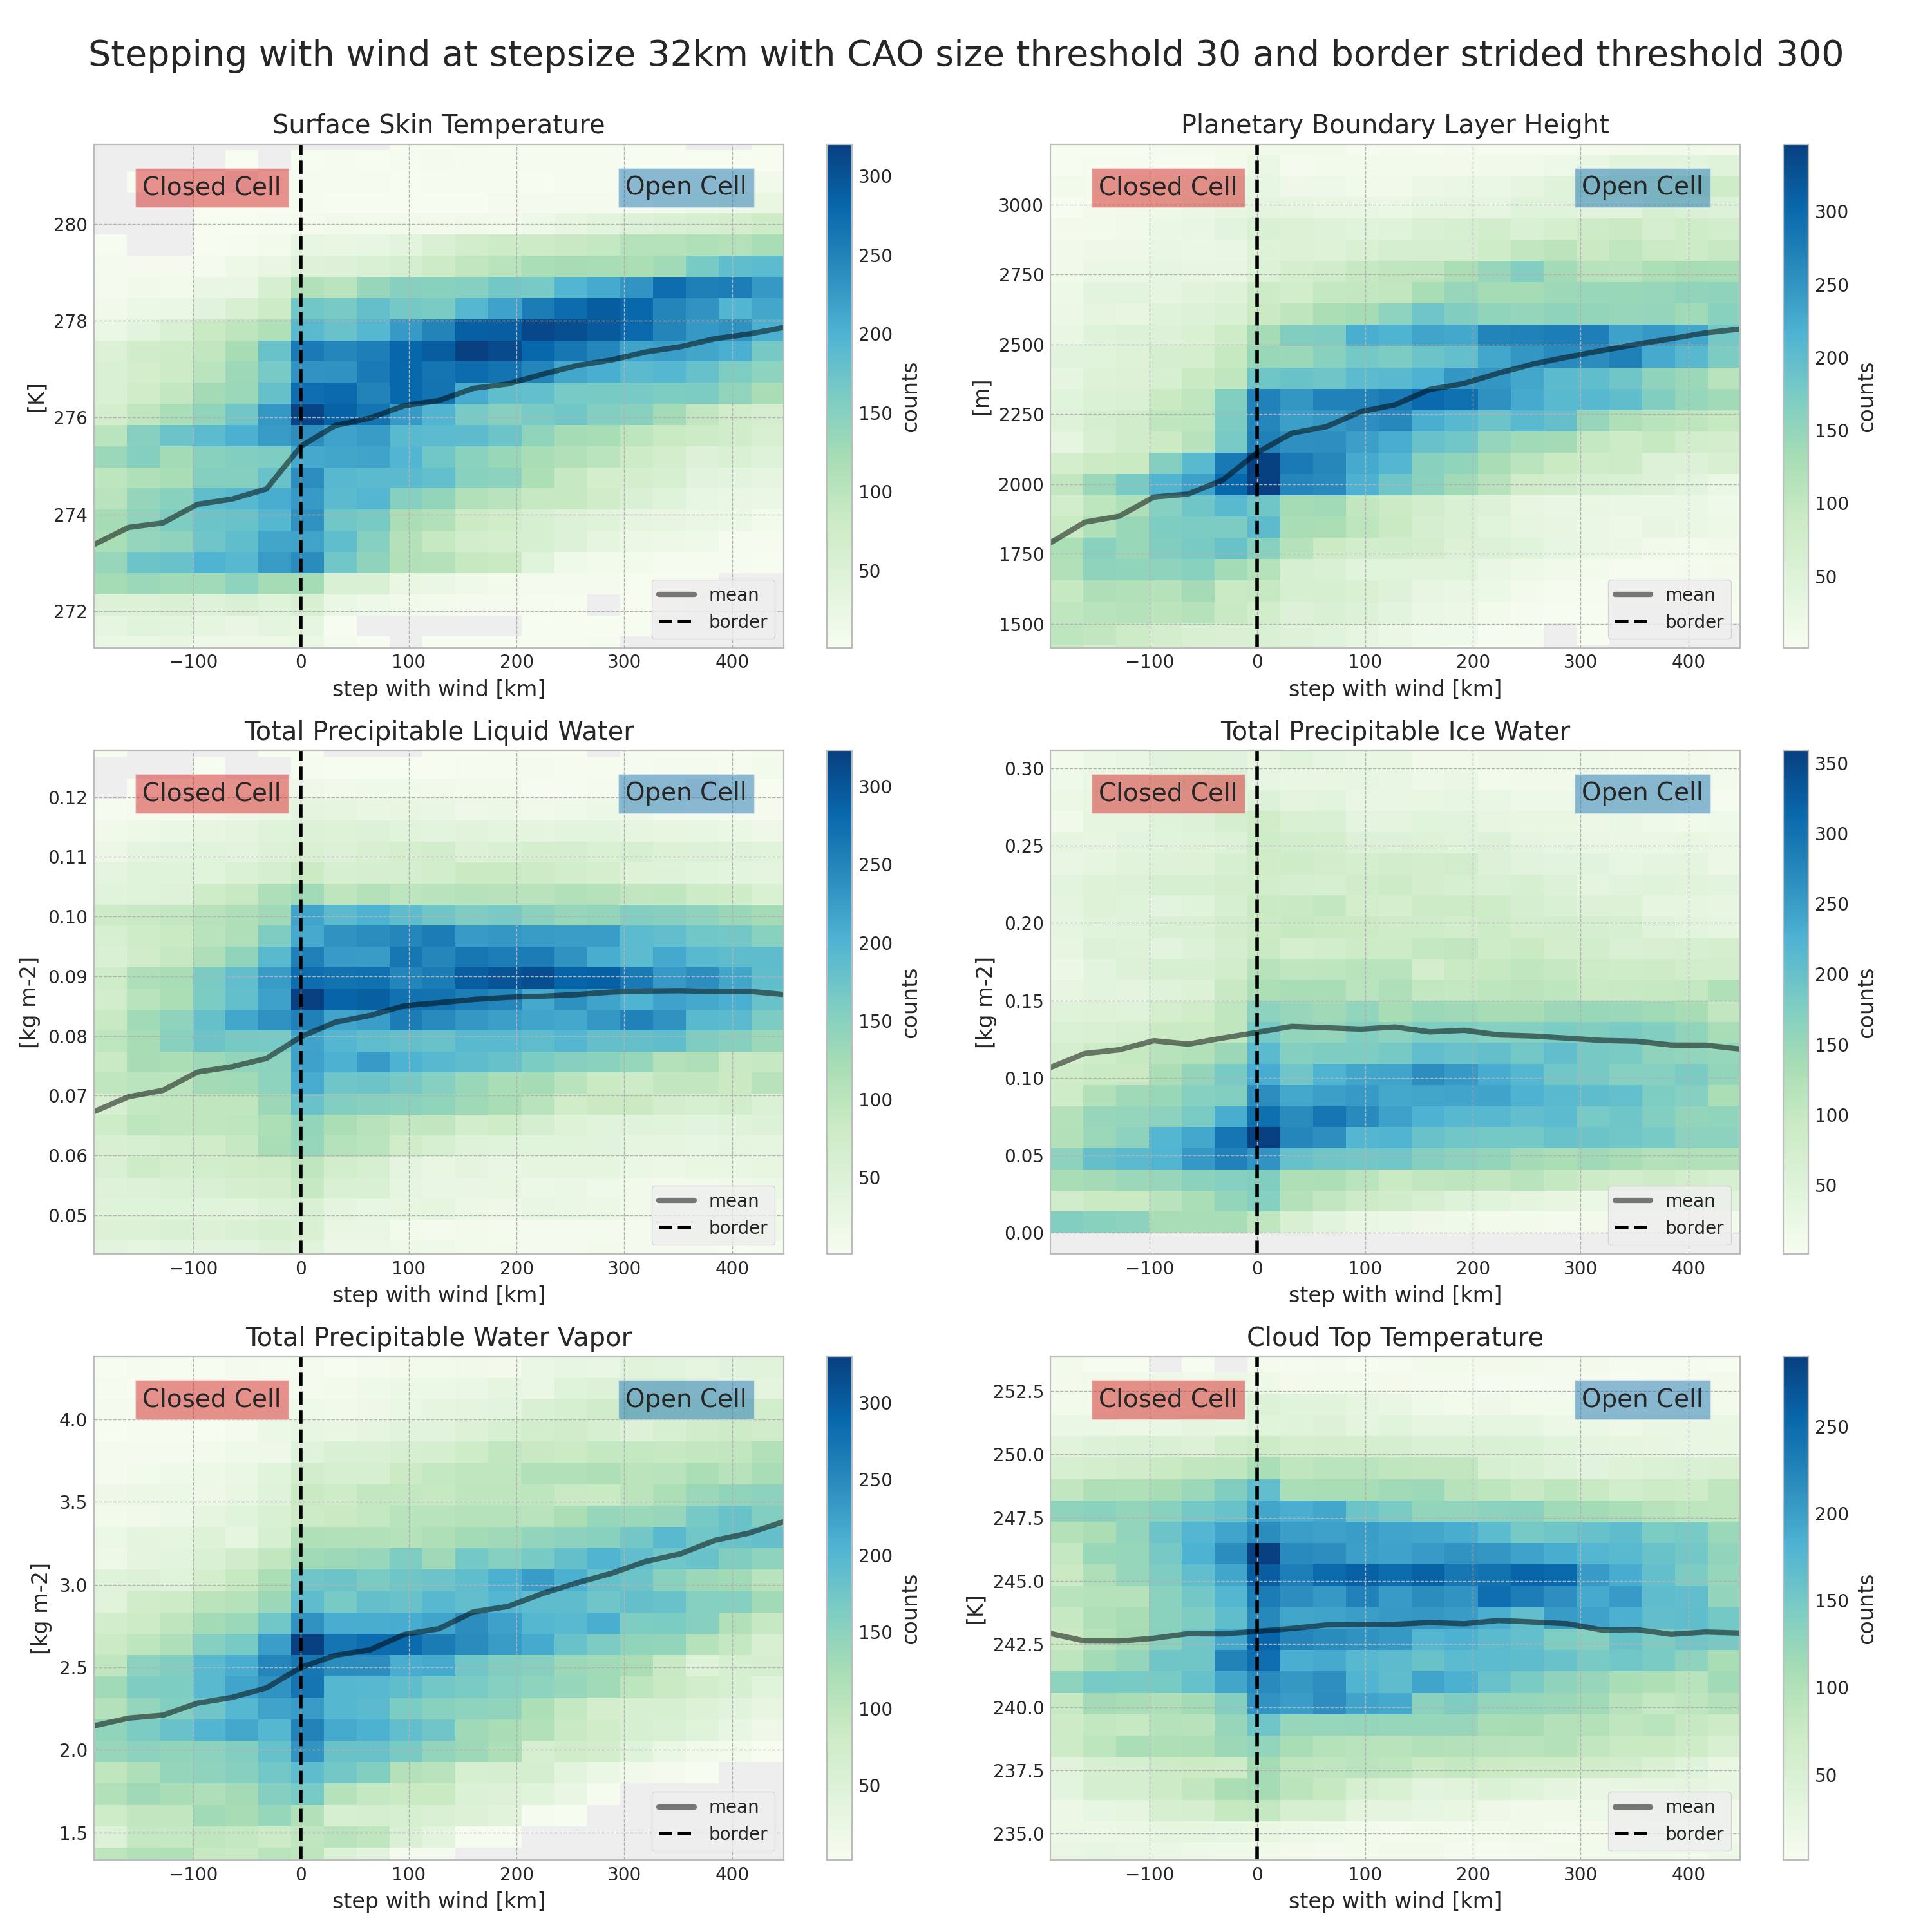 Stepping with wind at stepsize 32km with CAO size threshold 30 and border strided threshold 300
Surface Skin Temperature
Closed Cell
Open Cell
280
278
276
274
272
[K]
mean
border
−100 0 100 200 300 400
step with wind [km]
300
250
200
150
100
50
counts
Planetary Boundary Layer Height
Closed Cell
Open Cell
3000
2750
2500
2250
2000
1750
1500
[m]
mean
border
−100 0 100 200 300 400
step with wind [km]
300
250
200
150
100
50
counts
Total Precipitable Liquid Water
Closed Cell
Open Cell
0.12
0.11
0.10
0.09
0.08
0.07
0.06
0.05
[kg m-2]
mean
border
−100 0 100 200 300 400
step with wind [km]
300
250
200
150
100
50
counts
Total Precipitable Ice Water
Closed Cell
Open Cell
0.30
0.25
0.20
0.15
0.10
0.05
0.00
[kg m-2]
mean
border
−100 0 100 200 300 400
step with wind [km]
350
300
250
200
150
100
50
counts
Total Precipitable Water Vapor
Closed Cell
Open Cell
4.0
3.5
3.0
2.5
2.0
1.5
[kg m-2]
mean
border
−100 0 100 200 300 400
step with wind [km]
300
250
200
150
100
50
counts
Cloud Top Temperature
Closed Cell
Open Cell
252.5
250.0
247.5
245.0
242.5
240.0
237.5
235.0
[K]
mean
border
−100 0 100 200 300 400
step with wind [km]
250
200
150
100
50
counts